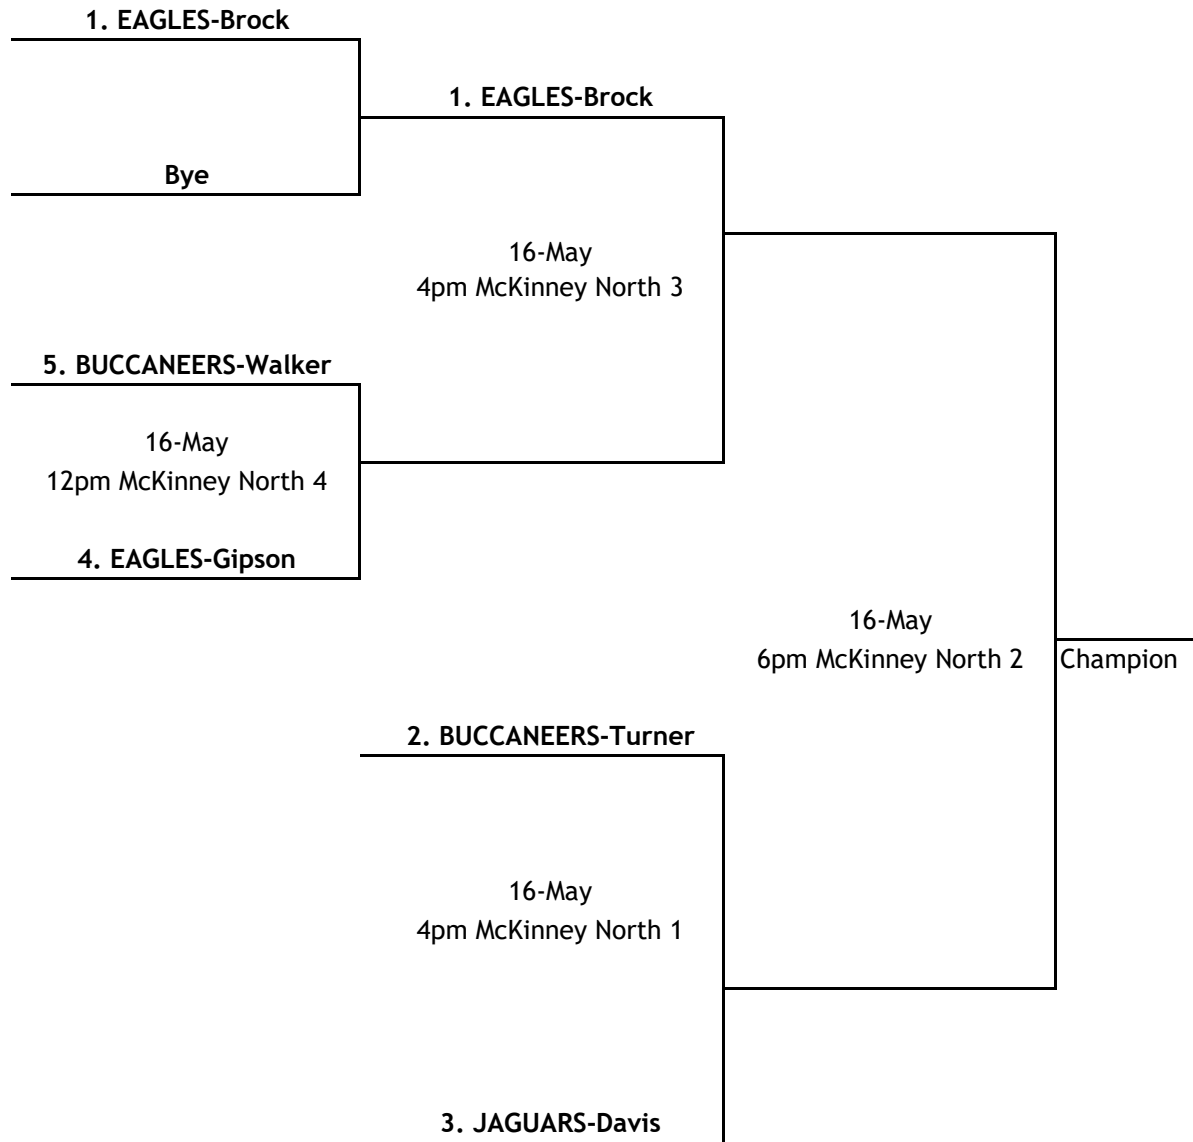 1. EAGLES-Brock
1. EAGLES-Brock
Bye
16-May
4pm McKinney North 3
5. BUCCANEERS-Walker
16-May
12pm McKinney North 4
4. EAGLES-Gipson
16-May
6pm McKinney North 2
Champion
2. BUCCANEERS-Turner
16-May
4pm McKinney North 1
3. JAGUARS-Davis